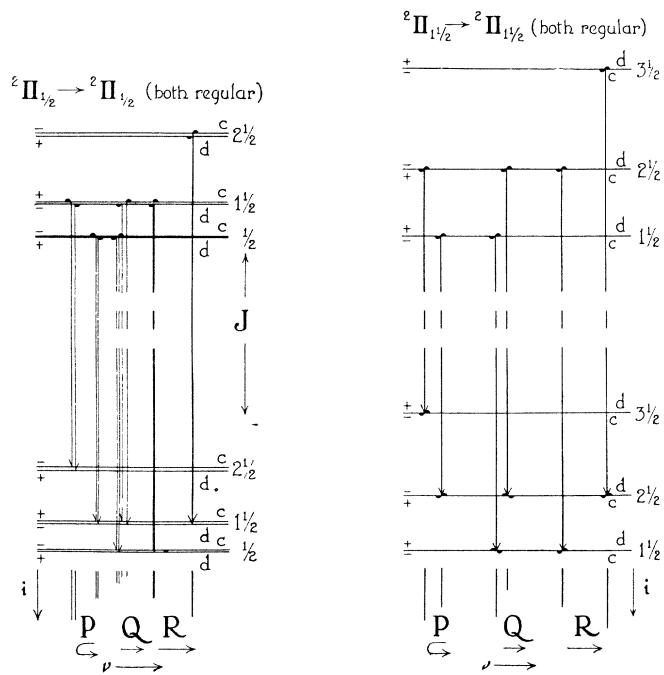 ²Π₁/₂ → ²Π₁/₂ (both regular)
− c 2½
+ d
+ c 1½
− d
− c ½
+ d
J
− c 2½
+ d.
+ c 1½
− d
− c ½
+ d
i
P Q R
ν
²Π₁½ → ²Π₁½ (both regular)
+ d 3½
− c
− d 2½
+ c
+ d 1½
− c
+ d 3½
− c
− d 2½
+ c
+ d 1½
− c
i
P Q R
ν